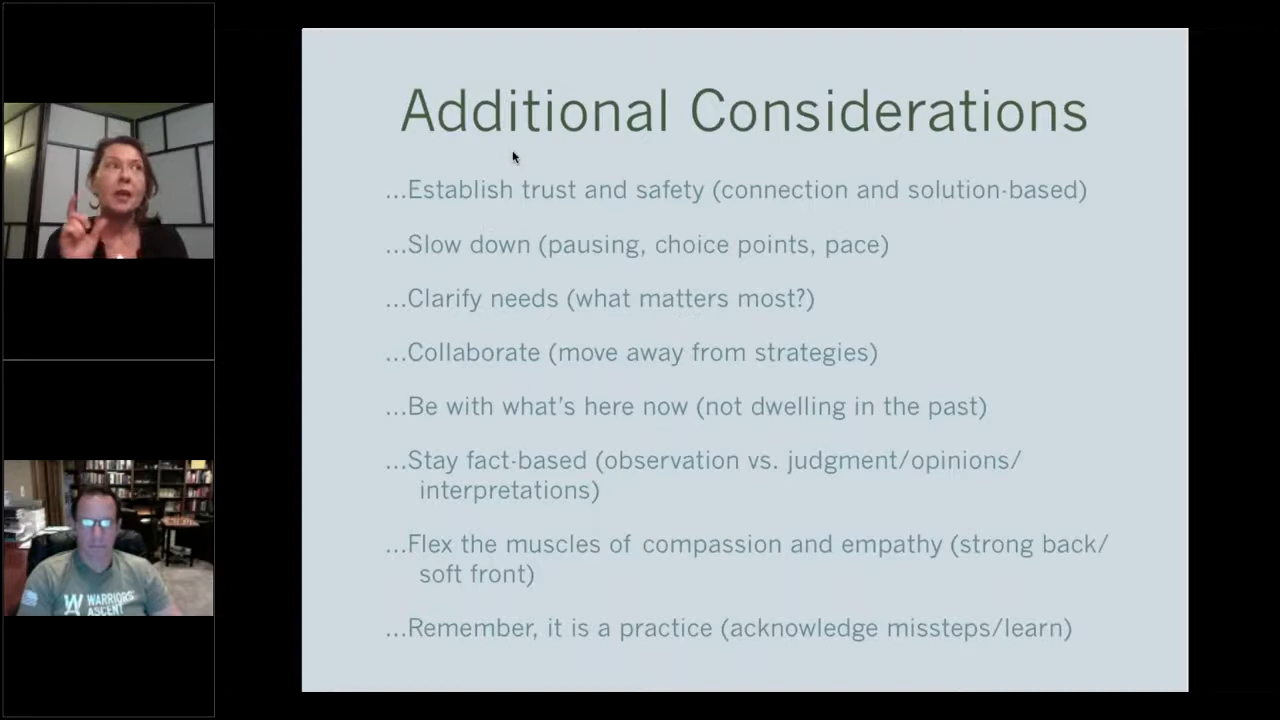 Additional Considerations
...Establish trust and safety (connection and solution-based)
...Slow down (pausing, choice points, pace)
...Clarify needs (what matters most?)
...Collaborate (move away from strategies)
...Be with what's here now (not dwelling in the past)
...Stay fact-based (observation vs. judgment/opinions/
interpretations)
...Flex the muscles of compassion and empathy (strong back/
soft front)
...Remember, it is a practice (acknowledge missteps/learn)
WARRIORS'
ASCENT